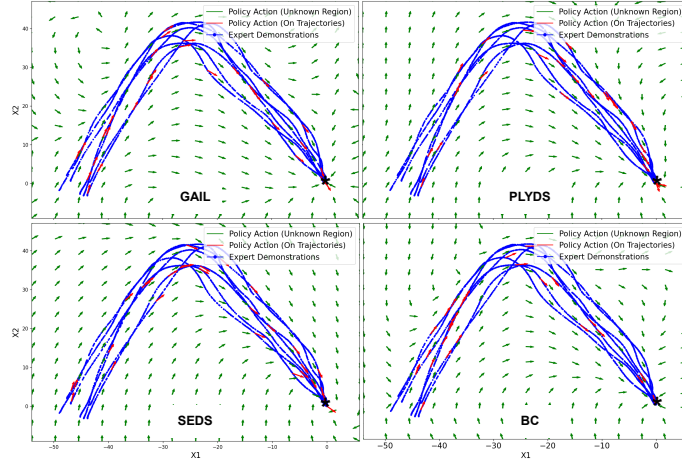 Policy Action (Unknown Region)
Policy Action (On Trajectories)
Expert Demonstrations
X2
40
30
20
10
0
GAIL
Policy Action (Unknown Region)
Policy Action (On Trajectories)
Expert Demonstrations
PLYDS
Policy Action (Unknown Region)
Policy Action (On Trajectories)
Expert Demonstrations
X2
40
30
20
10
0
SEDS
−50 −40 −30 −20 −10 0
X1
Policy Action (Unknown Region)
Policy Action (On Trajectories)
Expert Demonstrations
BC
−50 −40 −30 −20 −10 0
X1